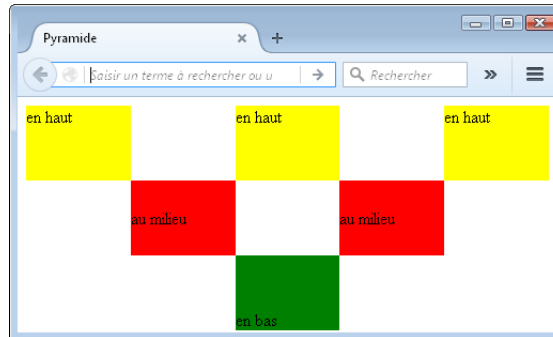 Pyramide
Saisir un terme à rechercher ou u
Rechercher
en haut en haut en haut
au milieu au milieu
en bas